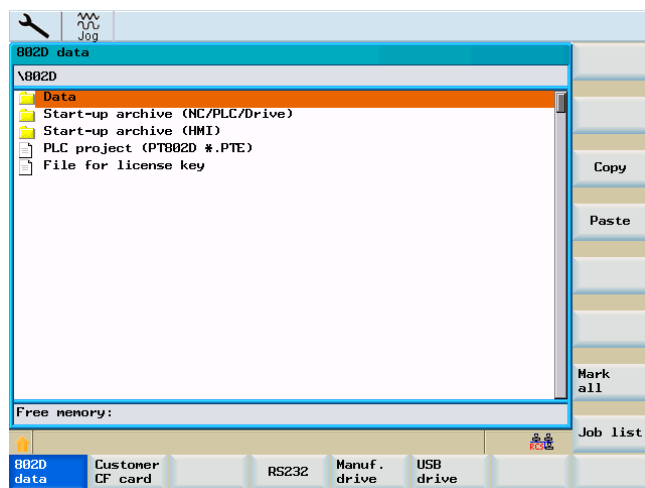 Jog
802D data
\802D
Data
Start-up archive (NC/PLC/Drive)
Start-up archive (HMI)
PLC project (PT802D *.PTE)
File for license key
Copy
Paste
Mark
all
Free memory:
Job list
RCS
802D
data
Customer
CF card
RS232
Manuf.
drive
USB
drive